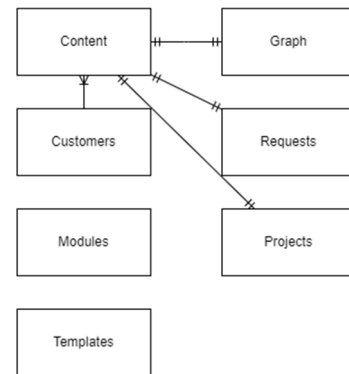 Content
Graph
Customers
Requests
Modules
Projects
Templates